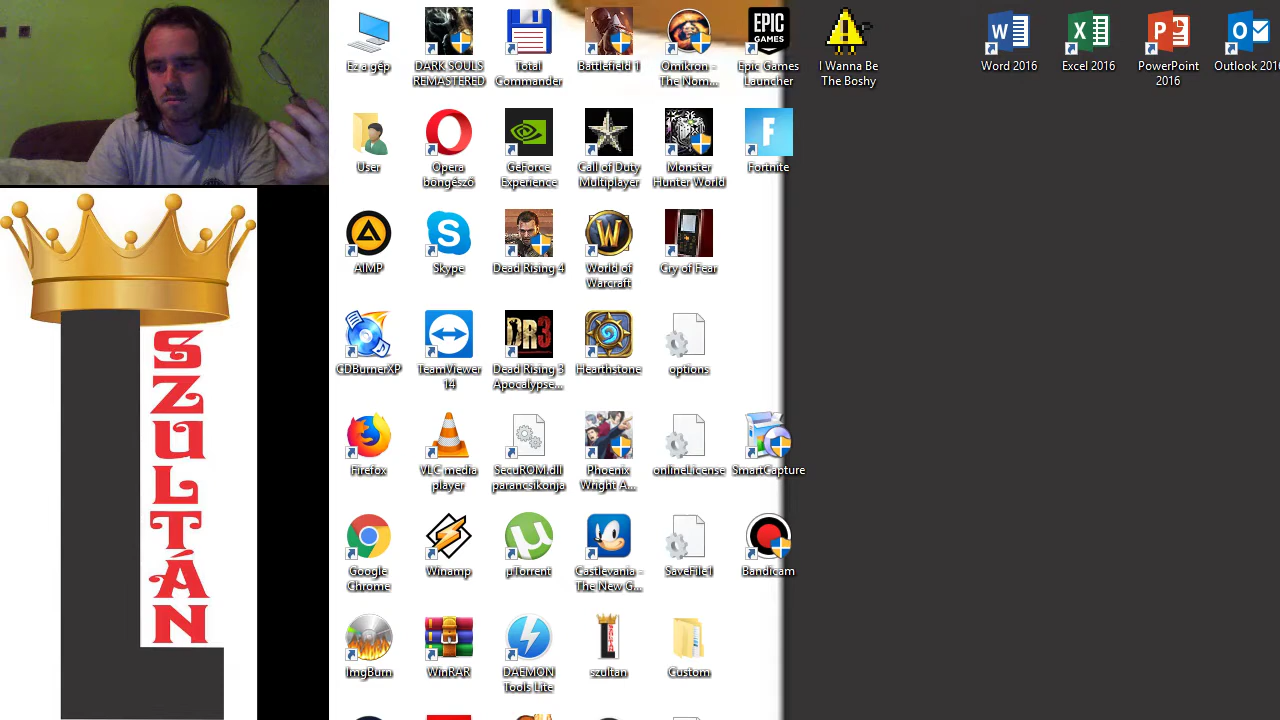 Ez a gép
DARK SOULS
REMASTERED
Total
Commander
Battlefield 1
Omikron -
The Nom...
EPIC
GAMES
Epic Games
Launcher
I Wanna Be
The Boshy
Word 2016
Excel 2016
PowerPoint
2016
Outlook 2016
User
Opera
böngésző
GeForce
Experience
Call of Duty
Multiplayer
Monster
Hunter World
F
Fortnite
AIMP
S
Skype
Dead Rising 4
W
World of
Warcraft
Cry of Fear
CDBurnerXP
TeamViewer
14
DR3
Dead Rising 3
Apocalypse...
Hearthstone
options
Firefox
VLC media
player
SecuROM.dll
parancsikonja
Phoenix
Wright A...
onlineLicense
SmartCapture
Google
Chrome
Winamp
µ
µTorrent
Castlevania -
The New G...
SaveFile1
Bandicam
ImgBurn
WinRAR
DAEMON
Tools Lite
szultan
Custom
L
SZULTÁN